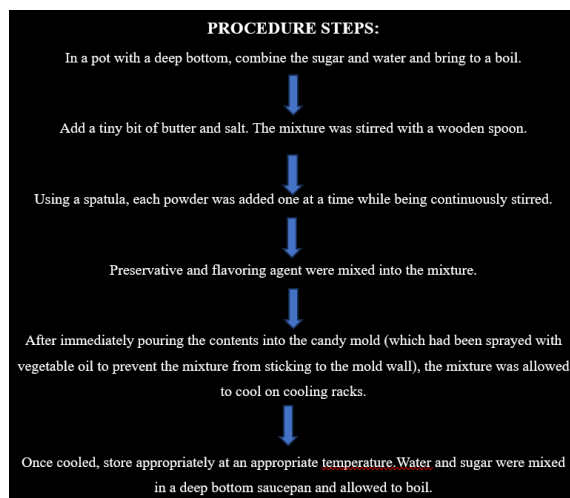 PROCEDURE STEPS:
In a pot with a deep bottom, combine the sugar and water and bring to a boil.
Add a tiny bit of butter and salt. The mixture was stirred with a wooden spoon.
Using a spatula, each powder was added one at a time while being continuously stirred.
Preservative and flavoring agent were mixed into the mixture.
After immediately pouring the contents into the candy mold (which had been sprayed with
vegetable oil to prevent the mixture from sticking to the mold wall), the mixture was allowed
to cool on cooling racks.
Once cooled, store appropriately at an appropriate temperature.Water and sugar were mixed
in a deep bottom saucepan and allowed to boil.